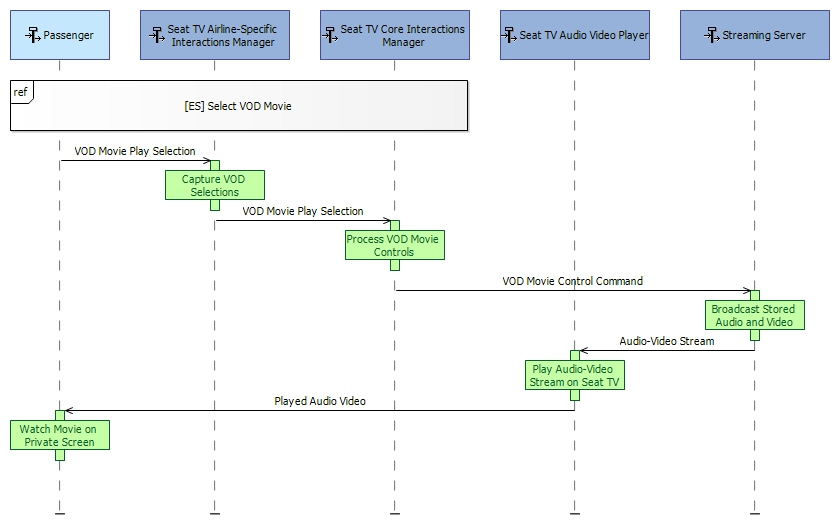 Passenger
Seat TV Airline-Specific
Interactions Manager
Seat TV Core Interactions
Manager
Seat TV Audio Video Player
Streaming Server
ref
[ES] Select VOD Movie
VOD Movie Play Selection
Capture VOD
Selections
VOD Movie Play Selection
Process VOD Movie
Controls
VOD Movie Control Command
Broadcast Stored
Audio and Video
Audio-Video Stream
Play Audio-Video
Stream on Seat TV
Played Audio Video
Watch Movie on
Private Screen